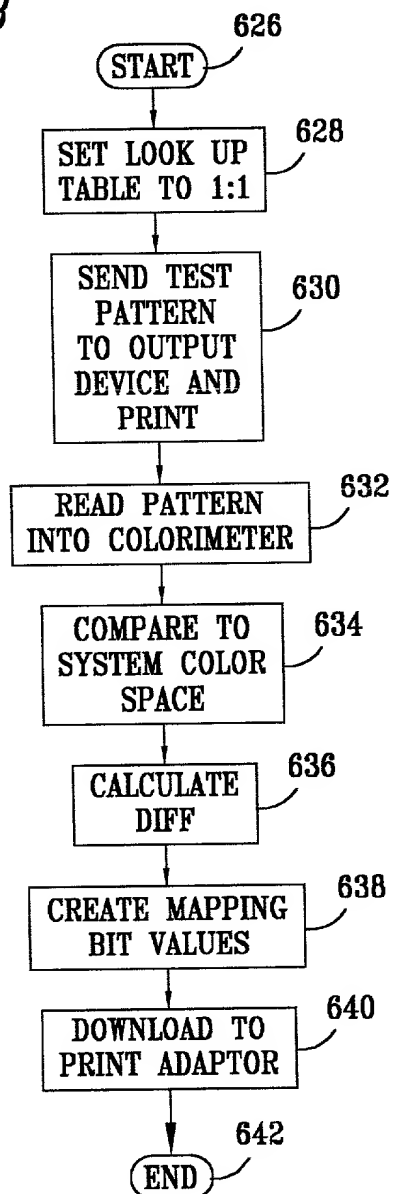 626
START
628
SET LOOK UP
TABLE TO 1:1
630
SEND TEST
PATTERN
TO OUTPUT
DEVICE AND
PRINT
632
READ PATTERN
INTO COLORIMETER
634
COMPARE TO
SYSTEM COLOR
SPACE
636
CALCULATE
DIFF
638
CREATE MAPPING
BIT VALUES
640
DOWNLOAD TO
PRINT ADAPTOR
642
END